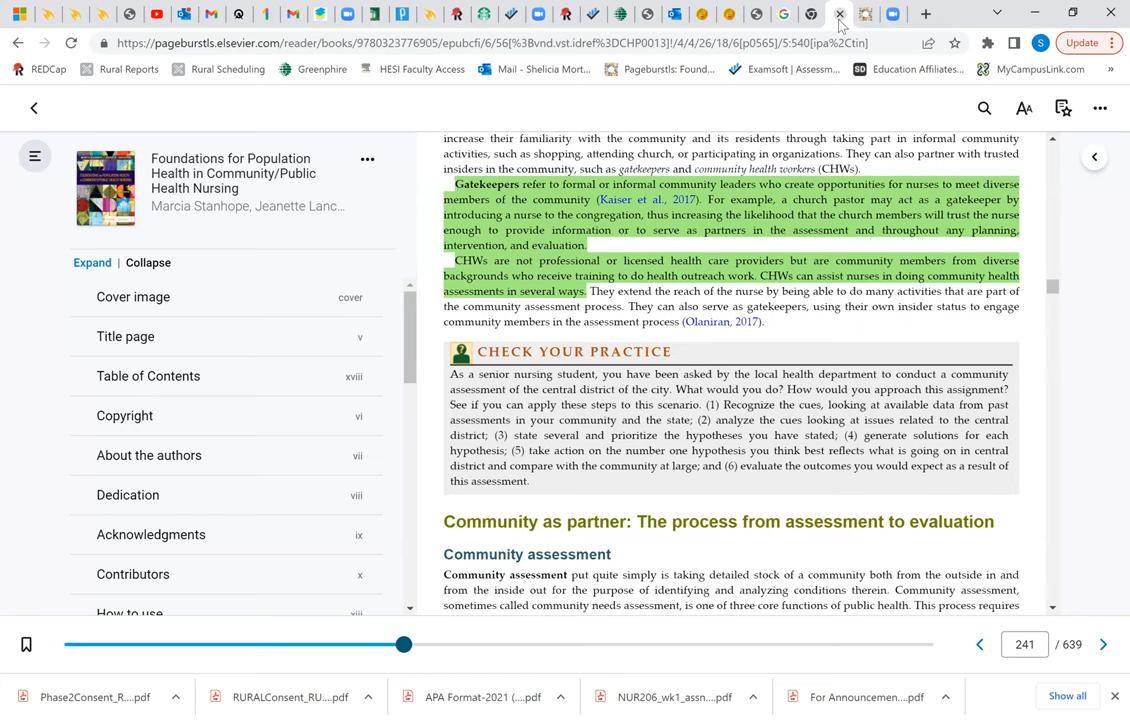 https://pageburstls.elsevier.com/reader/books/9780323776905/epubcfi/6/56[%3Bvnd.vst.idref%3DCHP0013]!/4/4/26/18/6[p0565]/5:540[ipa%2Ctin]
S
Update
REDCap
Rural Reports
Rural Scheduling
Greenphire
HESI Faculty Access
Mail - Shelicia Mort...
Pageburstls: Found...
Examsoft | Assessm...
SD Education Affiliates...
MyCampusLink.com
»
AA
Foundations for Population
Health in Community/Public
Health Nursing
Marcia Stanhope, Jeanette Lanc...
Expand | Collapse
Cover image cover
Title page v
Table of Contents xviii
Copyright vi
About the authors vii
Dedication viii
Acknowledgments ix
Contributors x
How to use xiii
increase their familiarity with the community and its residents through taking part in informal community
activities, such as shopping, attending church, or participating in organizations. They can also partner with trusted
insiders in the community, such as gatekeepers and community health workers (CHWs).
Gatekeepers refer to formal or informal community leaders who create opportunities for nurses to meet diverse
members of the community (Kaiser et al., 2017). For example, a church pastor may act as a gatekeeper by
introducing a nurse to the congregation, thus increasing the likelihood that the church members will trust the nurse
enough to provide information or to serve as partners in the assessment and throughout any planning,
intervention, and evaluation.
CHWs are not professional or licensed health care providers but are community members from diverse
backgrounds who receive training to do health outreach work. CHWs can assist nurses in doing community health
assessments in several ways. They extend the reach of the nurse by being able to do many activities that are part of
the community assessment process. They can also serve as gatekeepers, using their own insider status to engage
community members in the assessment process (Olaniran, 2017).
CHECK YOUR PRACTICE
As a senior nursing student, you have been asked by the local health department to conduct a community
assessment of the central district of the city. What would you do? How would you approach this assignment?
See if you can apply these steps to this scenario. (1) Recognize the cues, looking at available data from past
assessments in your community and the state; (2) analyze the cues looking at issues related to the central
district; (3) state several and prioritize the hypotheses you have stated; (4) generate solutions for each
hypothesis; (5) take action on the number one hypothesis you think best reflects what is going on in central
district and compare with the community at large; and (6) evaluate the outcomes you would expect as a result of
this assessment.
Community as partner: The process from assessment to evaluation
Community assessment
Community assessment put quite simply is taking detailed stock of a community both from the outside in and
from the inside out for the purpose of identifying and analyzing conditions therein. Community assessment,
sometimes called community needs assessment, is one of three core functions of public health. This process requires
241 / 639
Phase2Consent_R....pdf
RURALConsent_RU....pdf
APA Format-2021 (....pdf
NUR206_wk1_assn....pdf
For Announcemen....pdf
Show all